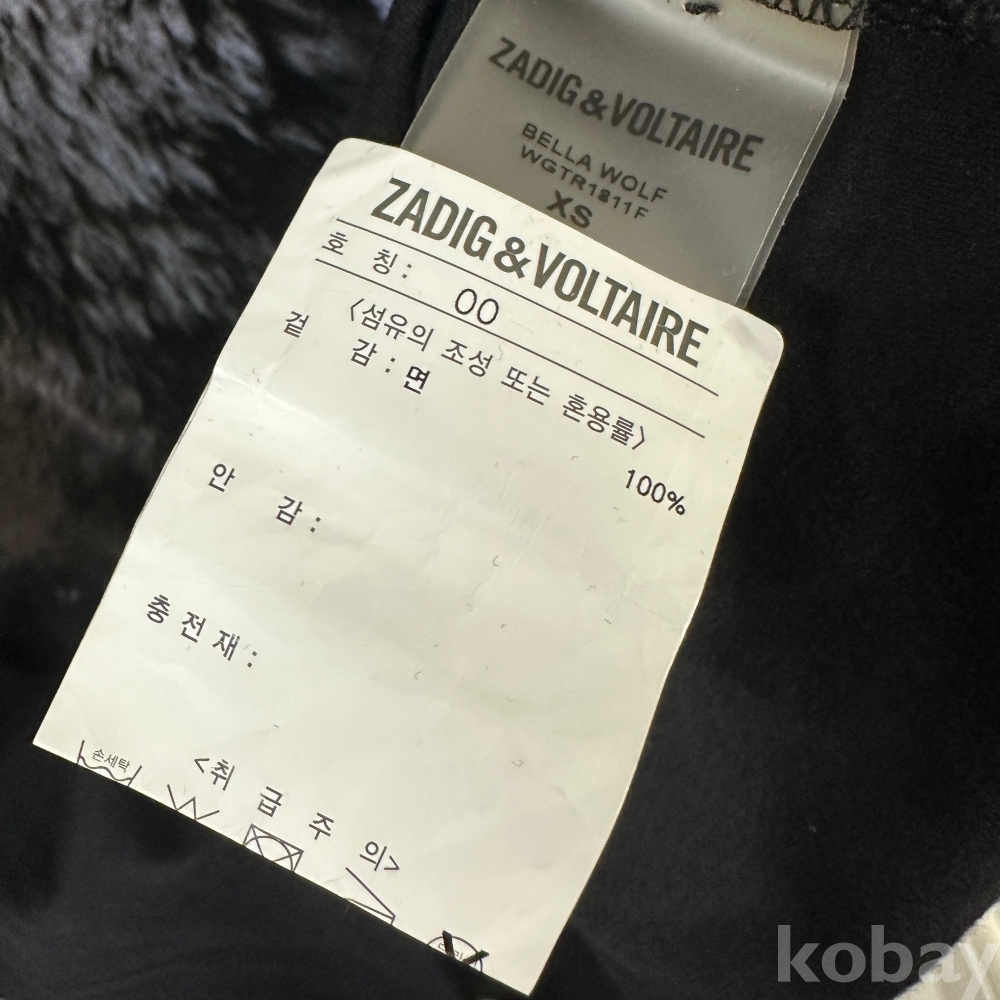 ZADIG&VOLTAIRE
BELLA WOLF
WGTR1811F
XS
ZADIG&VOLTAIRE
호 칭: 00
<섬유의 조성 또는 혼용률>
겉 감: 면 100%
안 감:
충전재:
<취급주의>
손세탁
kobay